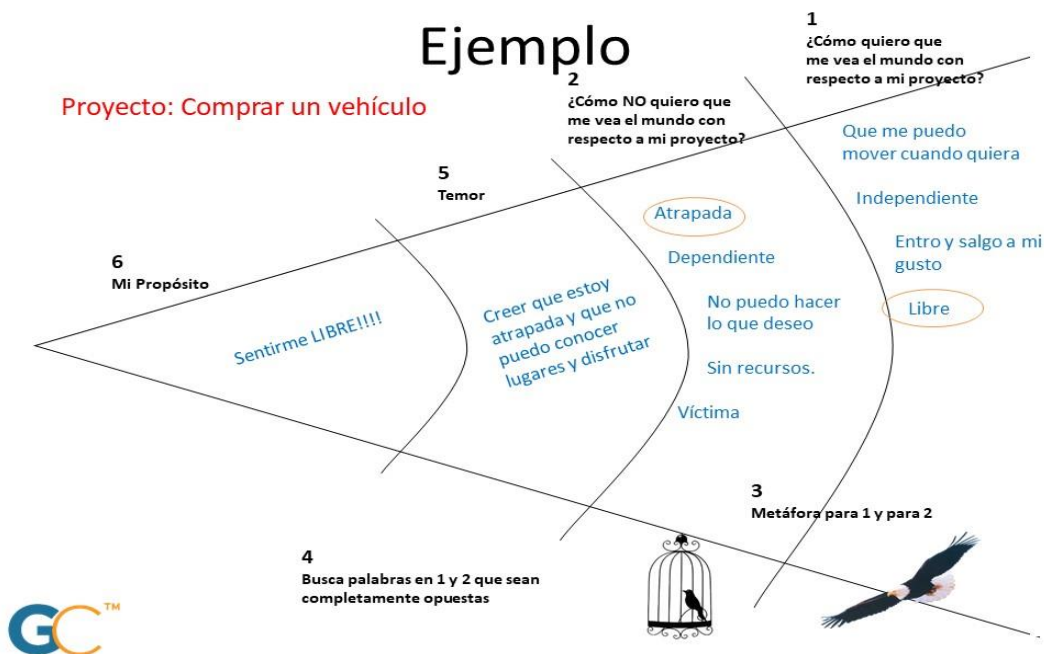 Ejemplo
Proyecto: Comprar un vehículo
1
¿Cómo quiero que
me vea el mundo con
respecto a mi proyecto?
Que me puedo
mover cuando quiera
Independiente
Entro y salgo a mi
gusto
Libre
2
¿Cómo NO quiero que
me vea el mundo con
respecto a mi proyecto?
Atrapada
Dependiente
No puedo hacer
lo que deseo
Sin recursos.
Víctima
3
Metáfora para 1 y para 2
4
Busca palabras en 1 y 2 que sean
completamente opuestas
5
Temor
Creer que estoy
atrapada y que no
puedo conocer
lugares y disfrutar
6
Mi Propósito
Sentirme LIBRE!!!!
GC™